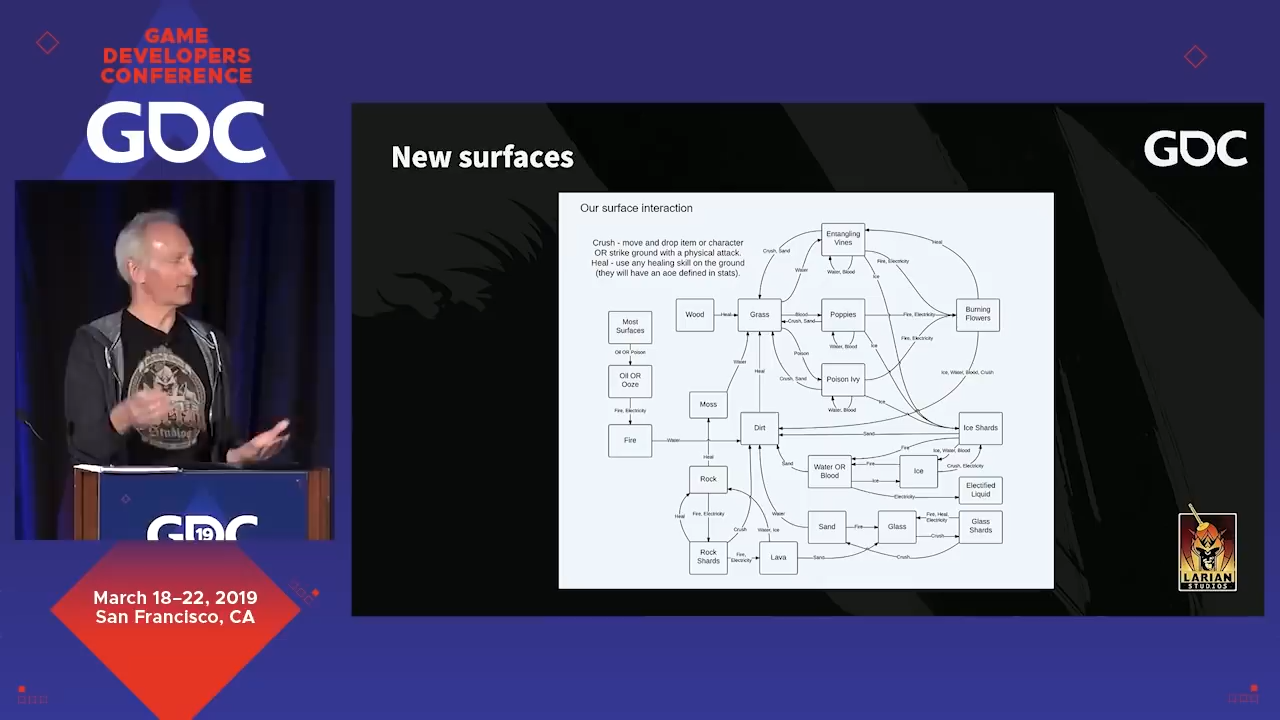 GAME
DEVELOPERS
CONFERENCE
GDC
March 18–22, 2019
San Francisco, CA
GDC
19
Studios
New surfaces
GDC
Our surface interaction
Crush - move and drop item or character
OR strike ground with a physical attack.
Heal - use any healing skill on the ground
(they will have an aoe defined in stats).
Most
Surfaces
Oil OR Poison
Oil OR
Ooze
Fire, Electricity
Fire
Water
Wood
Heal
Grass
Crush, Sand
Water
Entangling
Vines
Water, Blood
Fire, Electricity
Ice
Heal
Blood
Crush, Sand
Poppies
Water, Blood
Fire, Electricity
Ice
Burning
Flowers
Poison
Crush, Sand
Poison Ivy
Water, Blood
Fire, Electricity
Ice
Ice, Water, Blood, Crush
Water
Heal
Moss
Dirt
Sand
Ice Shards
Heal
Sand
Fire
Water OR
Blood
Fire
Ice
Ice
Ice, Water, Blood
Crush, Electricity
Electricity
Electified
Liquid
Rock
Heal
Fire, Electricity
Crush
Water, Ice
Water
Rock
Shards
Fire,
Electricity
Lava
Sand
Sand
Fire
Glass
Fire, Heal,
Electricity
Crush
Glass
Shards
Crush
LARIAN
STUDIOS